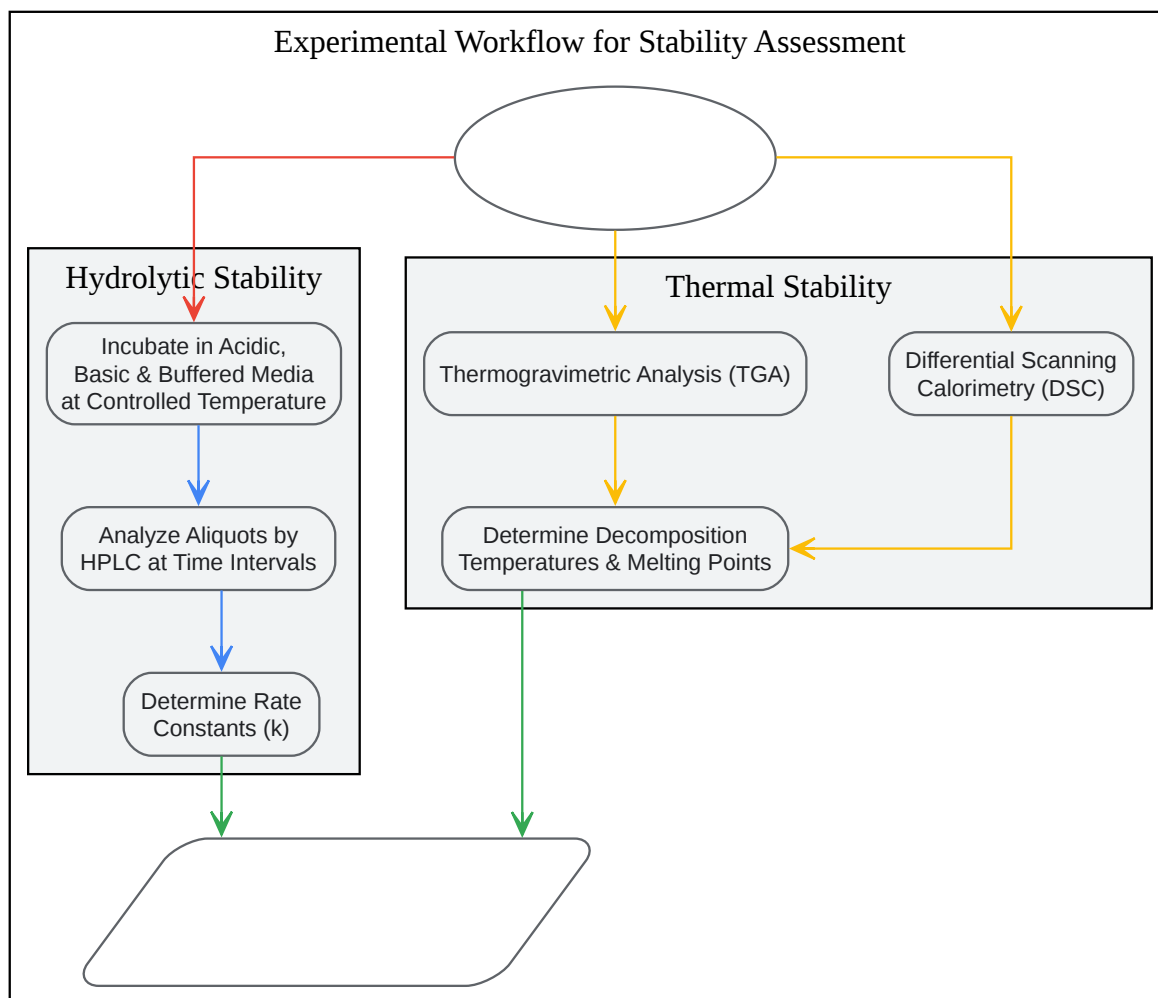 Experimental Workflow for Stability Assessment
Hydrolytic Stability
Incubate in Acidic,
Basic & Buffered Media
at Controlled Temperature
Analyze Aliquots by
HPLC at Time Intervals
Determine Rate
Constants (k)
Thermal Stability
Thermogravimetric Analysis (TGA)
Differential Scanning
Calorimetry (DSC)
Determine Decomposition
Temperatures & Melting Points